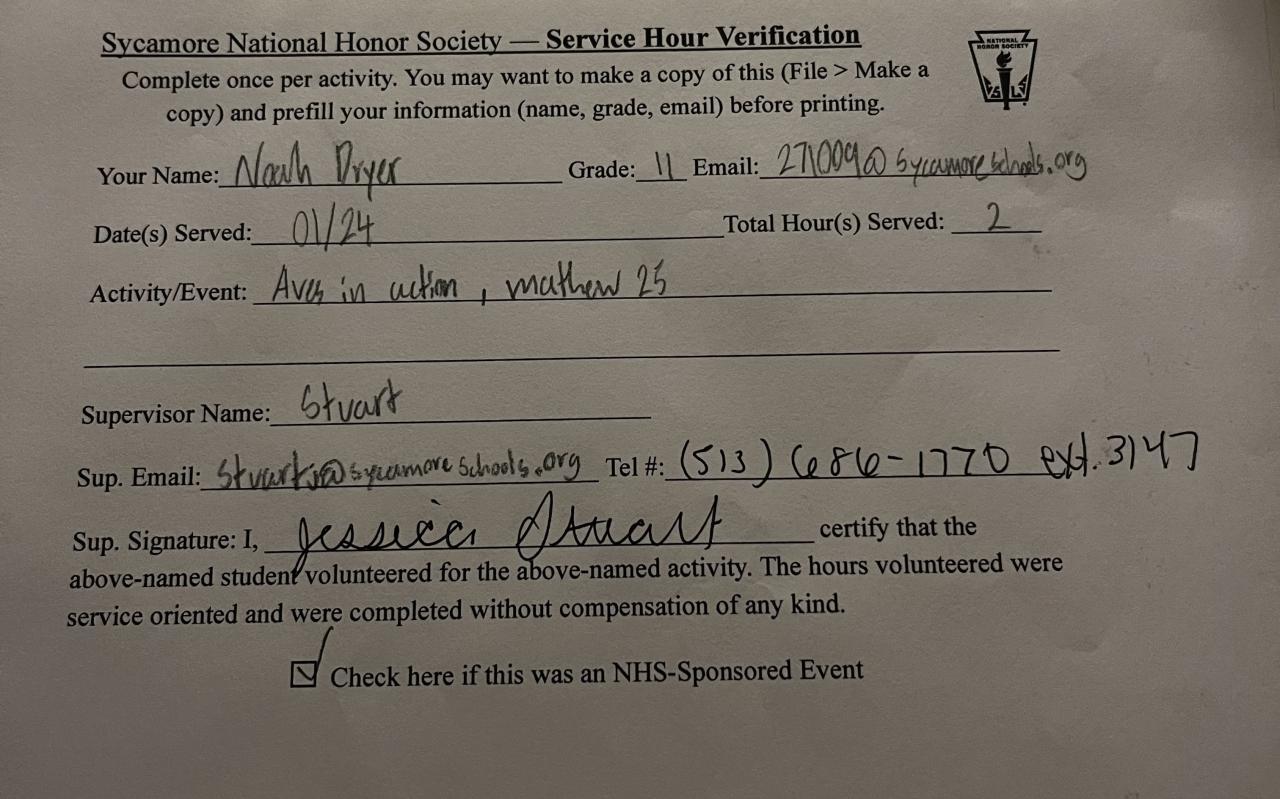 Sycamore National Honor Society — Service Hour Verification
NATIONAL
HONOR SOCIETY
Complete once per activity. You may want to make a copy of this (File > Make a
copy) and prefill your information (name, grade, email) before printing.
Your Name: Noah Dryer Grade: 11 Email: 271009@sycamoreschools.org
Date(s) Served: 01/24 Total Hour(s) Served: 2
Activity/Event: Aves in action, mathew 25
Supervisor Name: Stuart
Sup. Email: Stuartj@sycamoreschools.org Tel #: (513) 686-1770 ext. 3147
Sup. Signature: I, Jessica Stuart certify that the
above-named student volunteered for the above-named activity. The hours volunteered were
service oriented and were completed without compensation of any kind.
Check here if this was an NHS-Sponsored Event